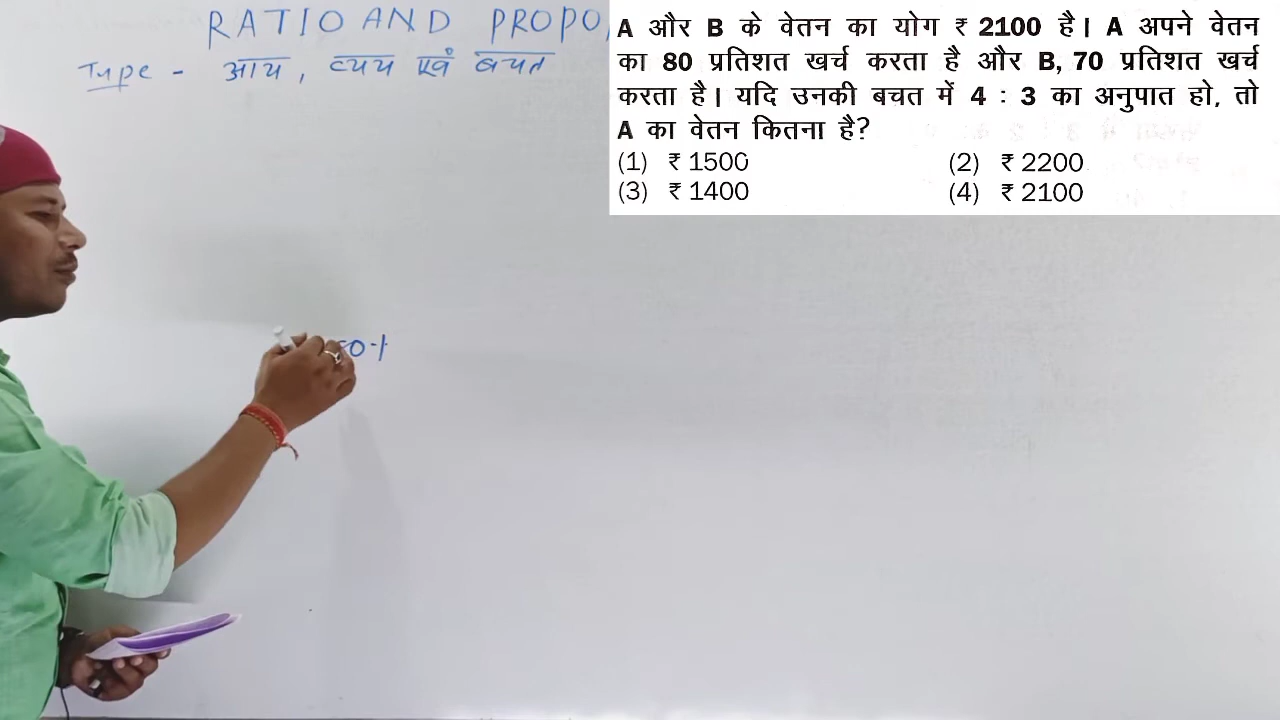 RATIO AND PROPO
Type - आय, व्यय एवं बचत
A और B के वेतन का योग ₹ 2100 है। A अपने वेतन
का 80 प्रतिशत खर्च करता है और B, 70 प्रतिशत खर्च
करता है। यदि उनकी बचत में 4 : 3 का अनुपात हो, तो
A का वेतन कितना है?
(1) ₹ 1500 (2) ₹ 2200
(3) ₹ 1400 (4) ₹ 2100